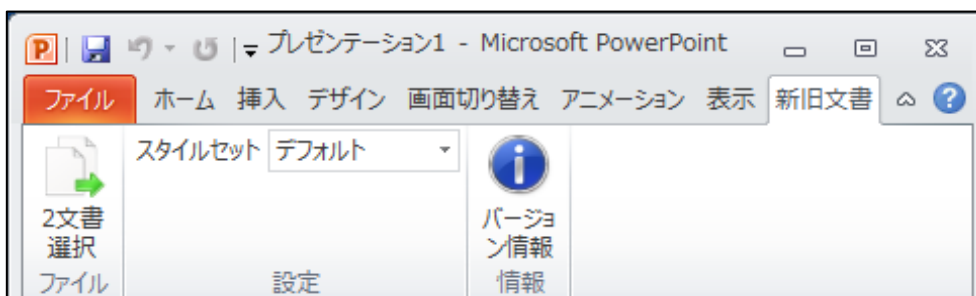 プレゼンテーション1 - Microsoft PowerPoint
ファイル ホーム 挿入 デザイン 画面切り替え アニメーション 表示 新旧文書
スタイルセット デフォルト
2文書
選択
バージョ
ン情報
ファイル 設定 情報